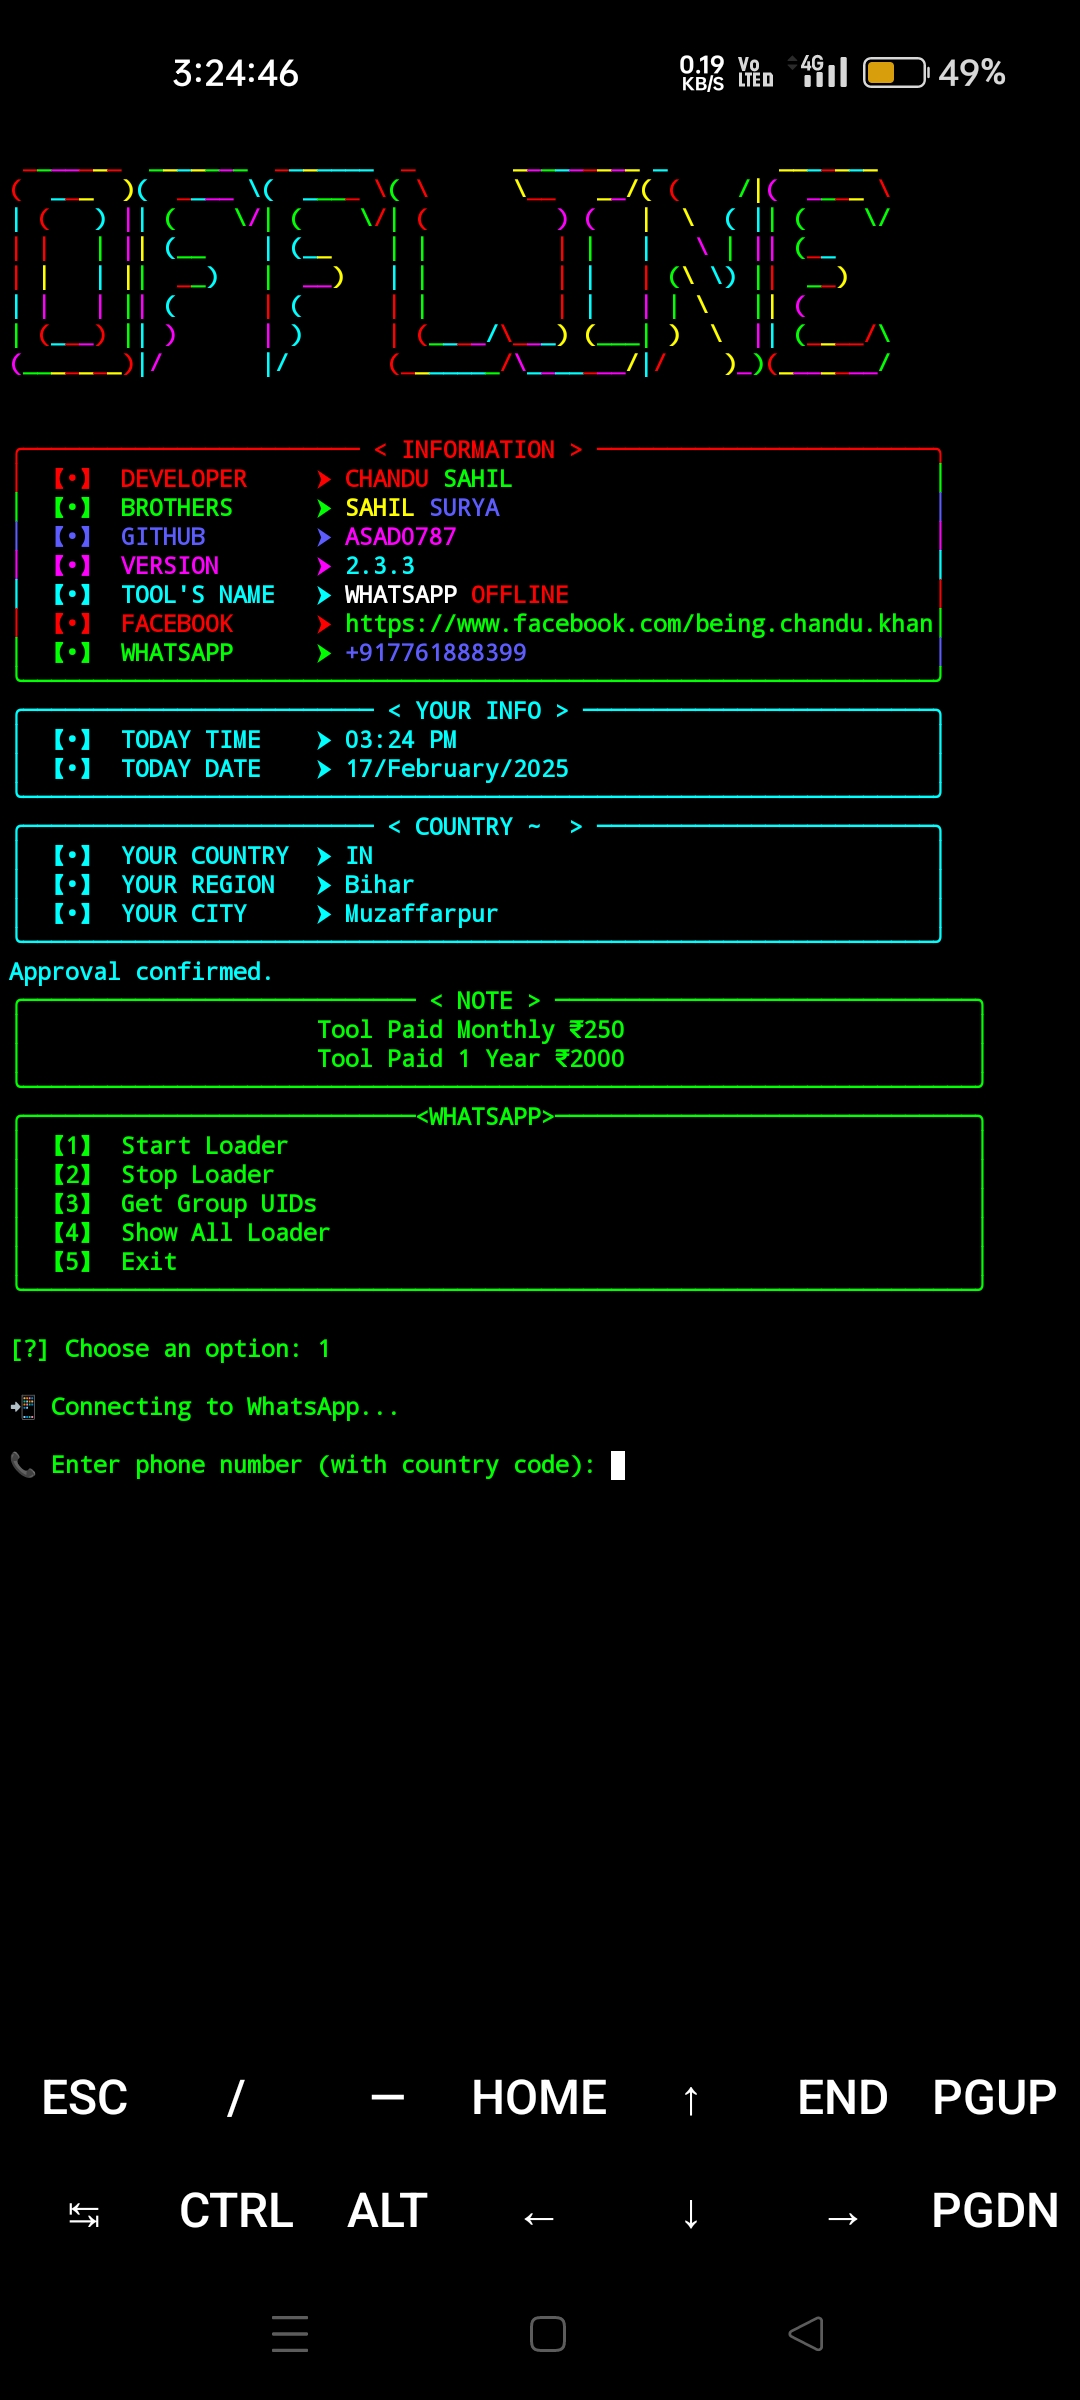 3:24:46 0.19 KB/S Vo LTED 4G 49%
OFFLINE
< INFORMATION >
【•】 DEVELOPER ➤ CHANDU SAHIL
【•】 BROTHERS ➤ SAHIL SURYA
【•】 GITHUB ➤ ASAD0787
【•】 VERSION ➤ 2.3.3
【•】 TOOL'S NAME ➤ WHATSAPP OFFLINE
【•】 FACEBOOK ➤ https://www.facebook.com/being.chandu.khan
【•】 WHATSAPP ➤ +917761888399
< YOUR INFO >
【•】 TODAY TIME ➤ 03:24 PM
【•】 TODAY DATE ➤ 17/February/2025
< COUNTRY ~ >
【•】 YOUR COUNTRY ➤ IN
【•】 YOUR REGION ➤ Bihar
【•】 YOUR CITY ➤ Muzaffarpur
Approval confirmed.
< NOTE >
Tool Paid Monthly ₹250
Tool Paid 1 Year ₹2000
<WHATSAPP>
【1】 Start Loader
【2】 Stop Loader
【3】 Get Group UIDs
【4】 Show All Loader
【5】 Exit
[?] Choose an option: 1
📲 Connecting to WhatsApp...
📞 Enter phone number (with country code):
ESC / — HOME ↑ END PGUP
↹ CTRL ALT ← ↓ → PGDN